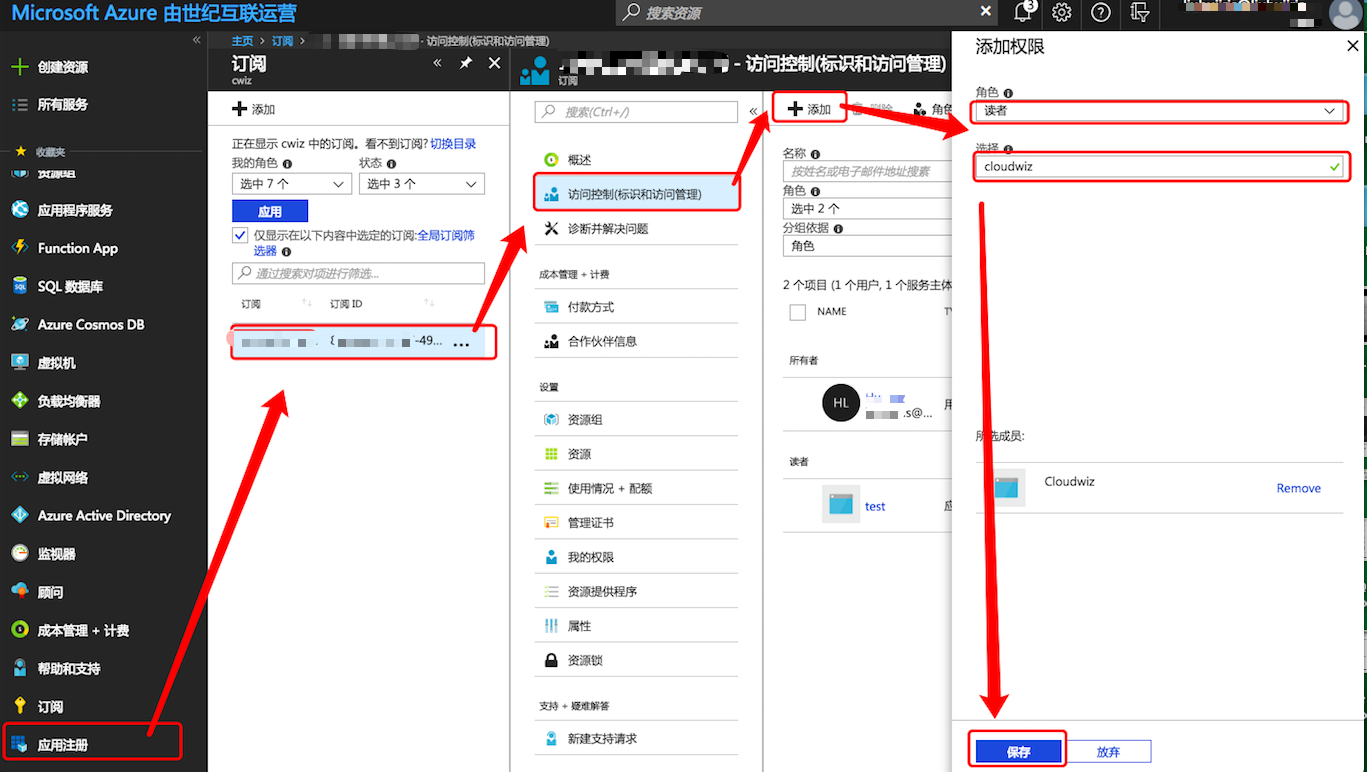 Microsoft Azure 由世纪互联运营
搜索资源
3
创建资源
所有服务
收藏夹
资源组
应用程序服务
Function App
SQL 数据库
Azure Cosmos DB
虚拟机
负载均衡器
存储帐户
虚拟网络
Azure Active Directory
监视器
顾问
成本管理 + 计费
帮助和支持
订阅
应用注册
主页 > 订阅 > - 访问控制(标识和访问管理)
订阅
cwiz
添加
正在显示 cwiz 中的订阅。看不到订阅? 切换目录
我的角色 状态
选中 7 个 选中 3 个
应用
仅显示在以下内容中选定的订阅:全局订阅筛
选器
通过搜索对项进行筛选...
订阅 订阅 ID
-49... ...
- 访问控制(标识和访问管理)
订阅
搜索(Ctrl+/)
概述
访问控制(标识和访问管理)
诊断并解决问题
成本管理 + 计费
付款方式
合作伙伴信息
设置
资源组
资源
使用情况 + 配额
管理证书
我的权限
资源提供程序
属性
资源锁
支持 + 疑难解答
新建支持请求
添加 删除 角色
名称
按姓名或电子邮件地址搜索
角色
选中 2 个
分组依据
角色
2 个项目 (1 个用户, 1 个服务主体
NAME
所有者
HL
.s@...
读者
test
添加权限
角色
读者
选择
cloudwiz
所选成员:
Cloudwiz
Remove
保存
放弃